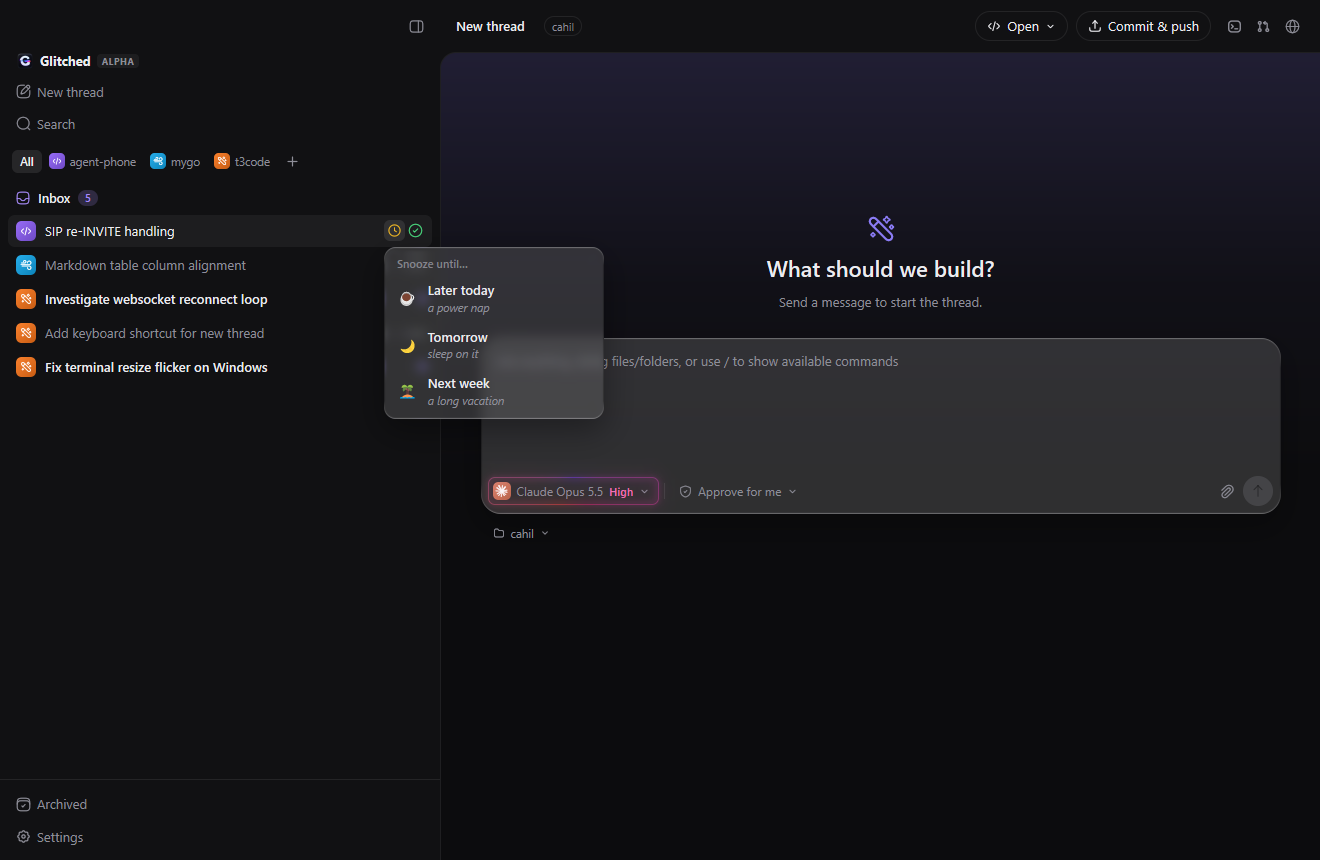 New thread
cahil
Open
Commit & push
Glitched
ALPHA
New thread
Search
All
agent-phone
mygo
t3code
Inbox
5
SIP re-INVITE handling
Markdown table column alignment
Investigate websocket reconnect loop
Add keyboard shortcut for new thread
Fix terminal resize flicker on Windows
Snooze until...
Later today
a power nap
Tomorrow
sleep on it
Next week
a long vacation
What should we build?
Send a message to start the thread.
files/folders, or use / to show available commands
Claude Opus 5.5 High
Approve for me
cahil
Archived
Settings